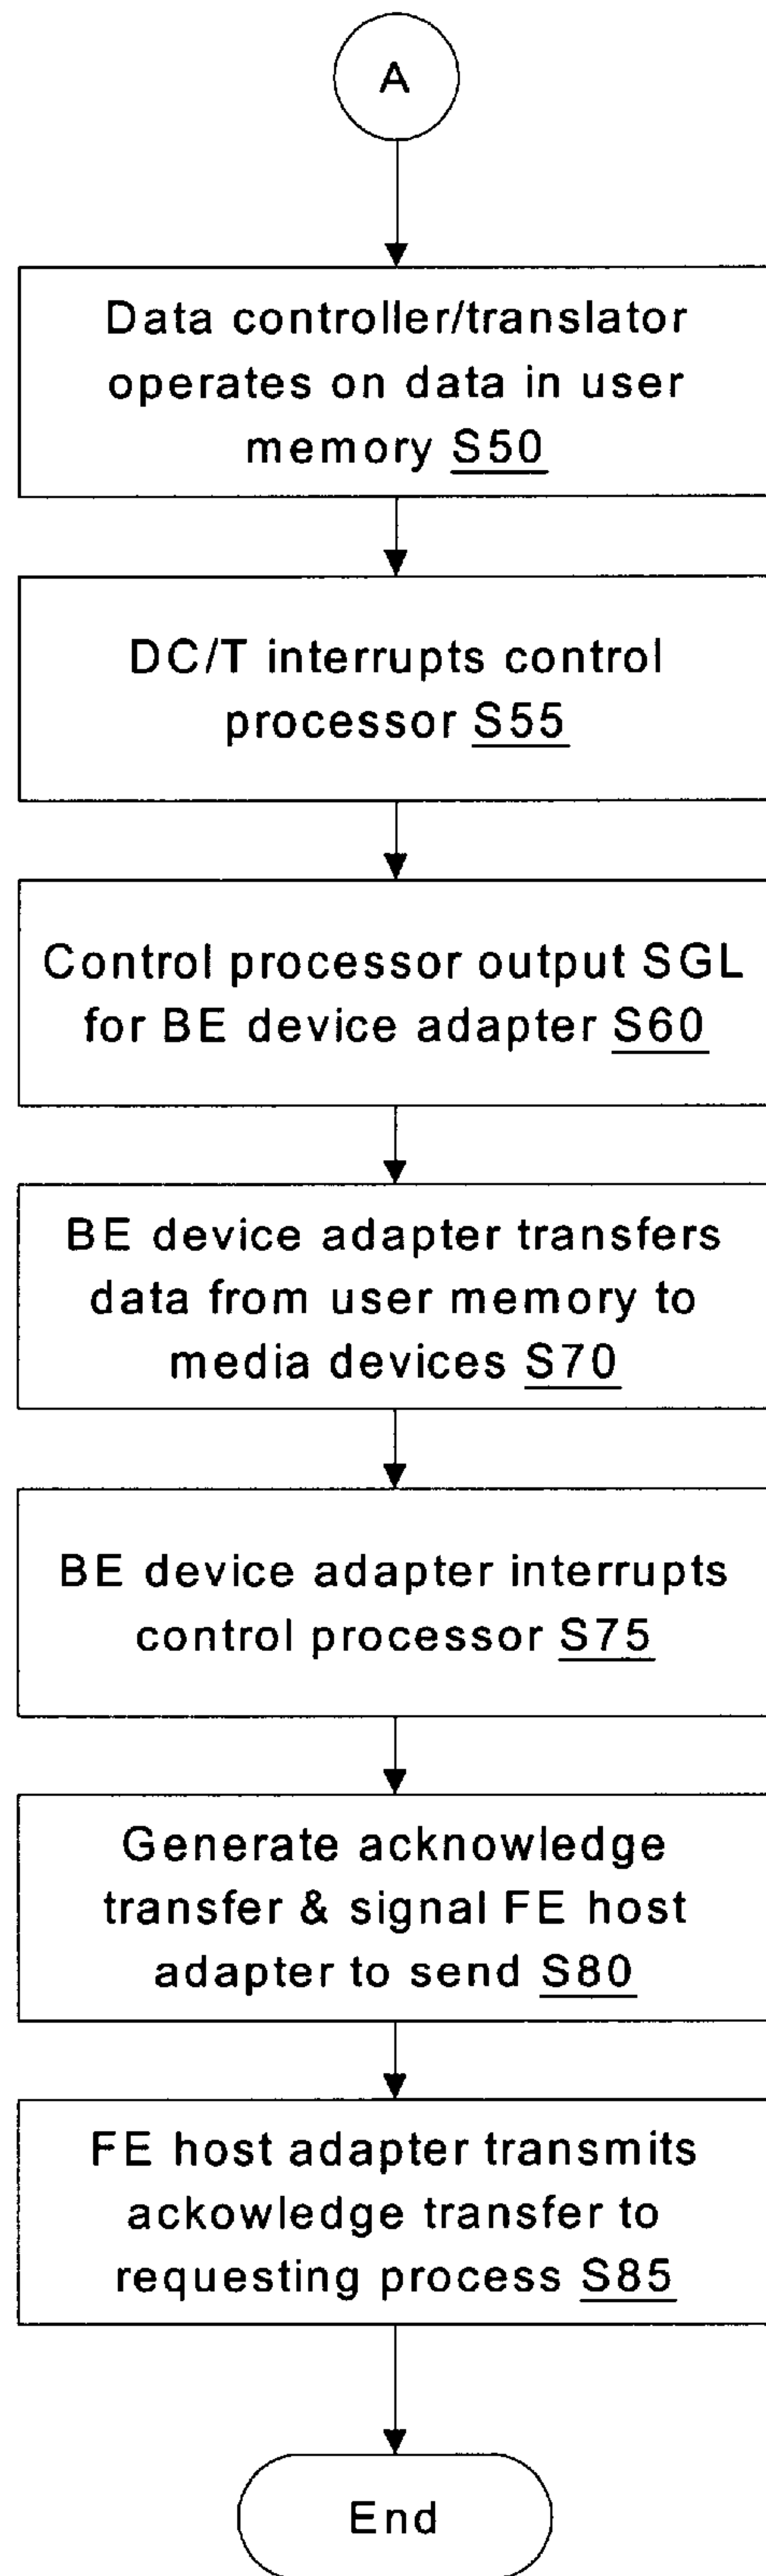 A
Data controller/translator
operates on data in user
memory S50
DC/T interrupts control
processor S55
Control processor output SGL
for BE device adapter S60
BE device adapter transfers
data from user memory to
media devices S70
BE device adapter interrupts
control processor S75
Generate acknowledge
transfer & signal FE host
adapter to send S80
FE host adapter transmits
ackowledge transfer to
requesting process S85
End